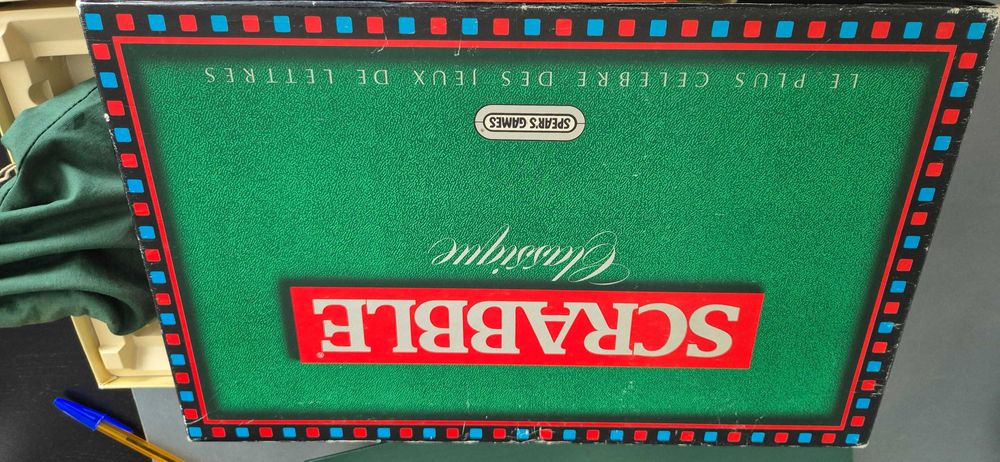 SCRABBLE®
Classique
SPEAR'S GAMES®
LE PLUS CELEBRE DES JEUX DE LETTRES